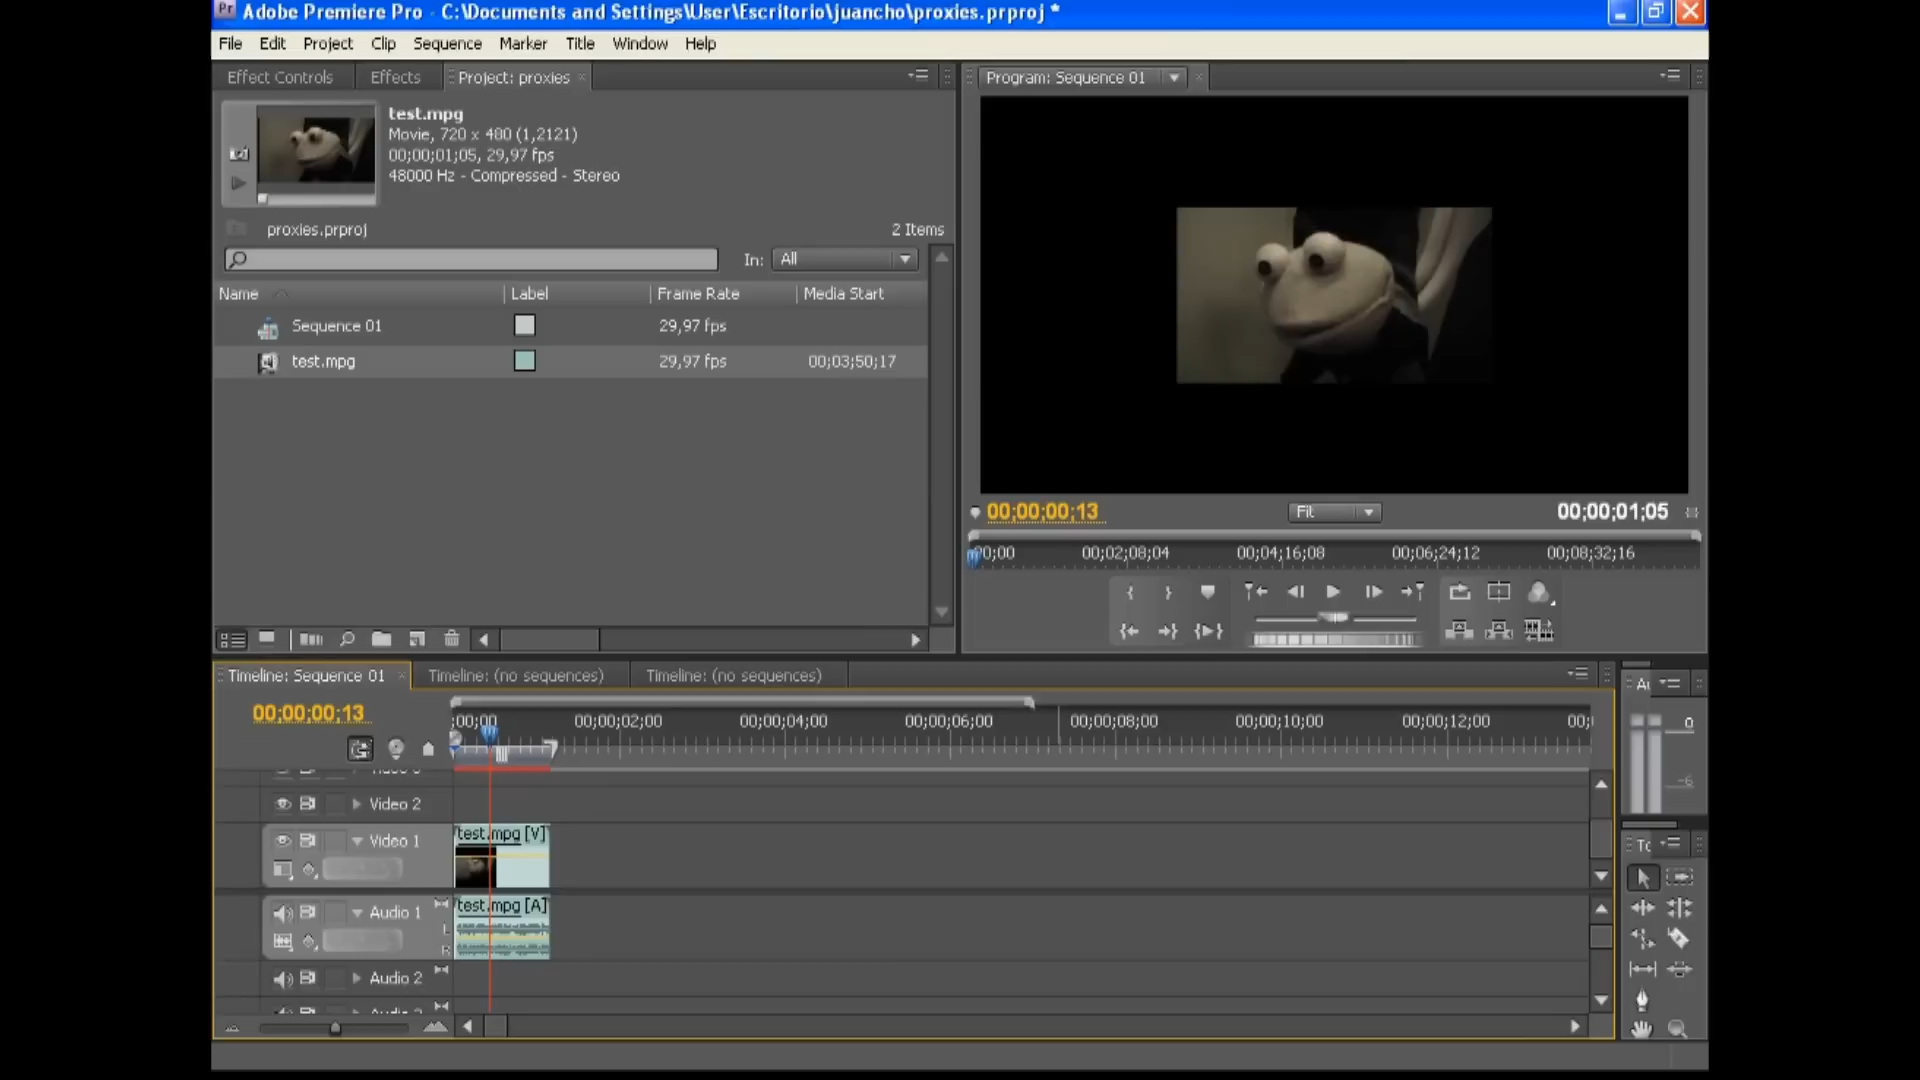 Adobe Premiere Pro - C:\Documents and Settings\User\Escritorio\juancho\proxies.prproj *
File Edit Project Clip Sequence Marker Title Window Help
Effect Controls Effects Project: proxies Program: Sequence 01
test.mpg
Movie, 720 x 480 (1,2121)
00;00;01;05, 29,97 fps
48000 Hz - Compressed - Stereo
proxies.prproj 2 Items
In: All
Name Label Frame Rate Media Start
Sequence 01 29,97 fps
test.mpg 29,97 fps 00;03;50;17
00;00;00;13 Fit 00;00;01;05
00;00 00;02;08;04 00;04;16;08 00;06;24;12 00;08;32;16
Timeline: Sequence 01 Timeline: (no sequences) Timeline: (no sequences)
00;00;00;13
;00;00 00;00;02;00 00;00;04;00 00;00;06;00 00;00;08;00 00;00;10;00 00;00;12;00 00;
0
-6
Video 2
Video 1 test.mpg [V]
Audio 1 test.mpg [A]
L
R
Audio 2